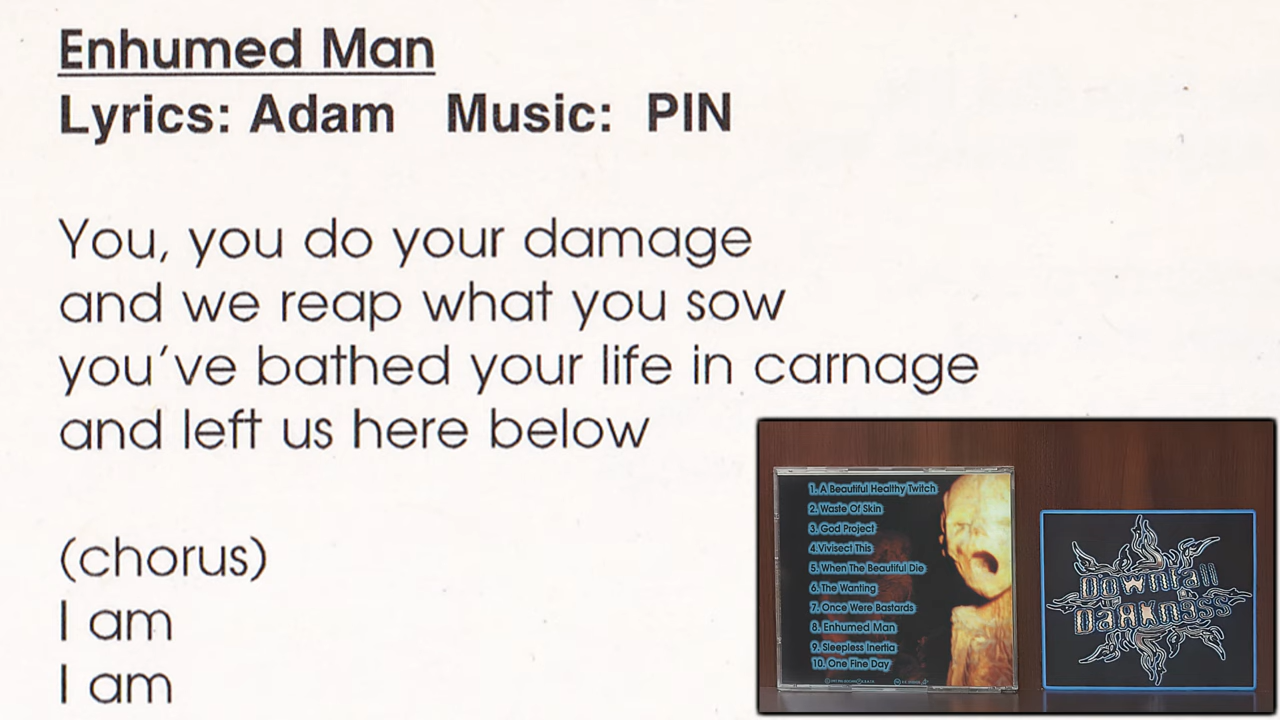 Enhumed Man
Lyrics: Adam Music: PIN
You, you do your damage
and we reap what you sow
you've bathed your life in carnage
and left us here below
(chorus)
I am
I am
1. A Beautiful Healthy Twitch
2. Waste Of Skin
3. God Project
4.Vivisect This
5. When The Beautiful Die
6. The Wanting
7. Once Were Bastards
8. Enhumed Man
9. Sleepless Inertia
10. One Fine Day
Downfall
Darkness